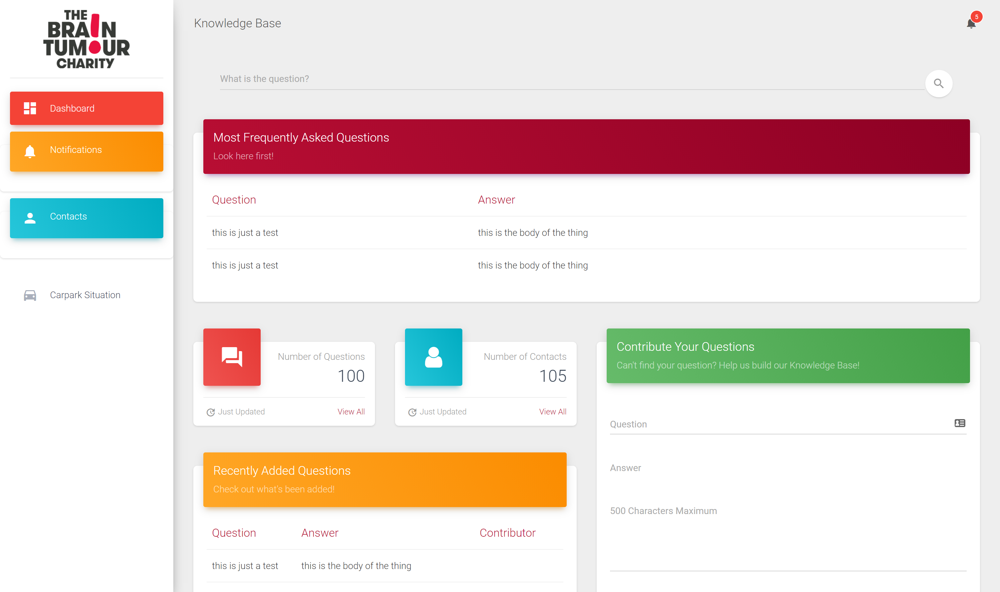 THE
BRAIN
TUMOUR
CHARITY
Dashboard
Notifications
Contacts
Carpark Situation
Knowledge Base
5
What is the question?
Most Frequently Asked Questions
Look here first!
Question Answer
this is just a test this is the body of the thing
this is just a test this is the body of the thing
Number of Questions
100
Just Updated View All
Number of Contacts
105
Just Updated View All
Recently Added Questions
Check out what's been added!
Question Answer Contributor
this is just a test this is the body of the thing
Contribute Your Questions
Can't find your question? Help us build our Knowledge Base!
Question
Answer
500 Characters Maximum